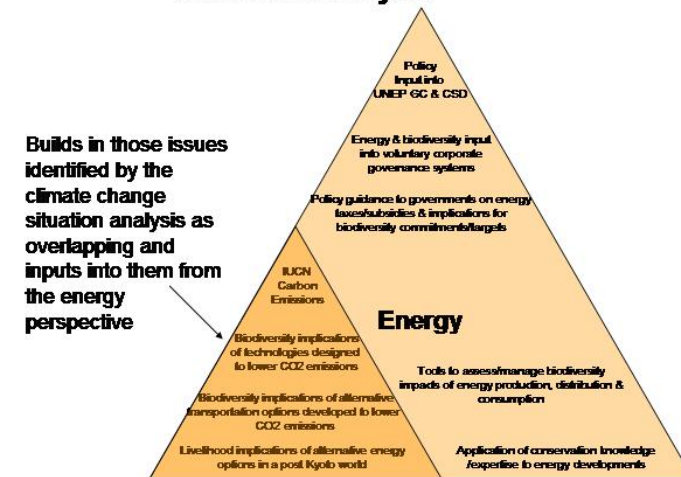 Policy
Input into
UNEP GC & CSD
Energy & biodiversity input
into voluntary corporate
governance systems
Policy guidance to governments on energy
taxes/subsidies & implications for
biodiversity commitments/targets
Builds in those issues
identified by the
climate change
situation analysis as
overlapping and
inputs into them from
the energy
perspective
IUCN
Carbon
Emissions
Biodiversity implications
of technologies designed
to lower CO2 emissions
Biodiversity implications of alternative
transportation options developed to lower
CO2 emissions
Livelihood implications of alternative energy
options in a post Kyoto world
Energy
Tools to assess/manage biodiversity
impacts of energy production, distribution &
consumption
Application of conservation knowledge
/expertise to energy developments